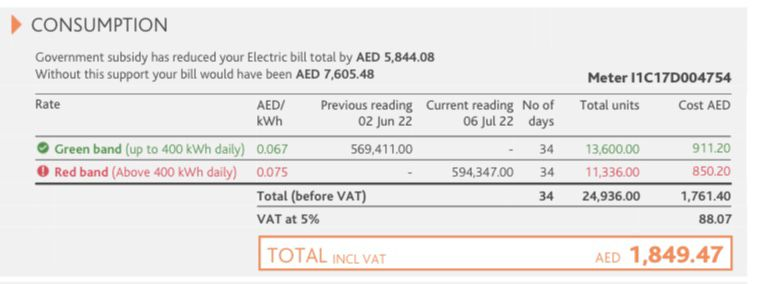 CONSUMPTION
Government subsidy has reduced your Electric bill total by AED 5,844.08
Without this support your bill would have been AED 7,605.48
Meter I1C17D004754
Rate AED/ kWh Previous reading 02 Jun 22 Current reading 06 Jul 22 No of days Total units Cost AED
Green band (up to 400 kWh daily) 0.067 569,411.00 - 34 13,600.00 911.20
Red band (Above 400 kWh daily) 0.075 - 594,347.00 34 11,336.00 850.20
Total (before VAT) 34 24,936.00 1,761.40
VAT at 5% 88.07
TOTAL INCL VAT AED 1,849.47